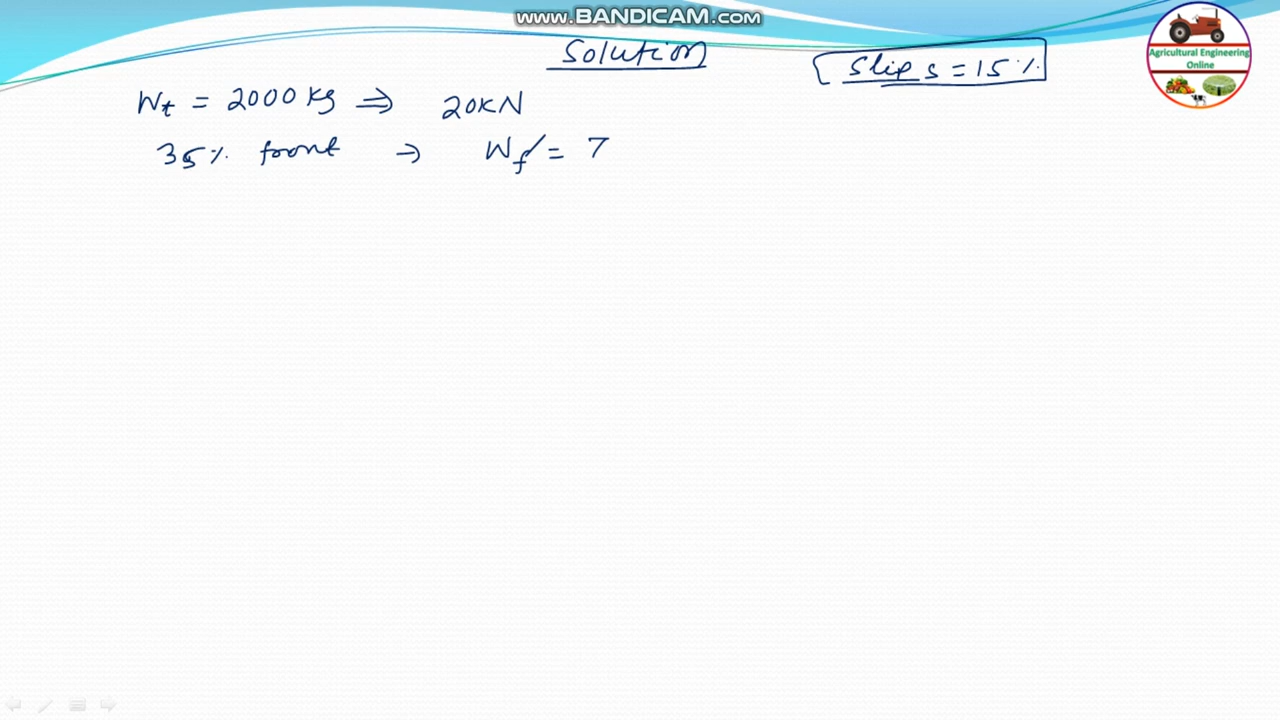 www.BANDICAM.com
Solution
Slip s = 15 %
Agricultural Engineering
Online
Wt = 2000 kg ⇒ 20KN
35% front → Wf = 7